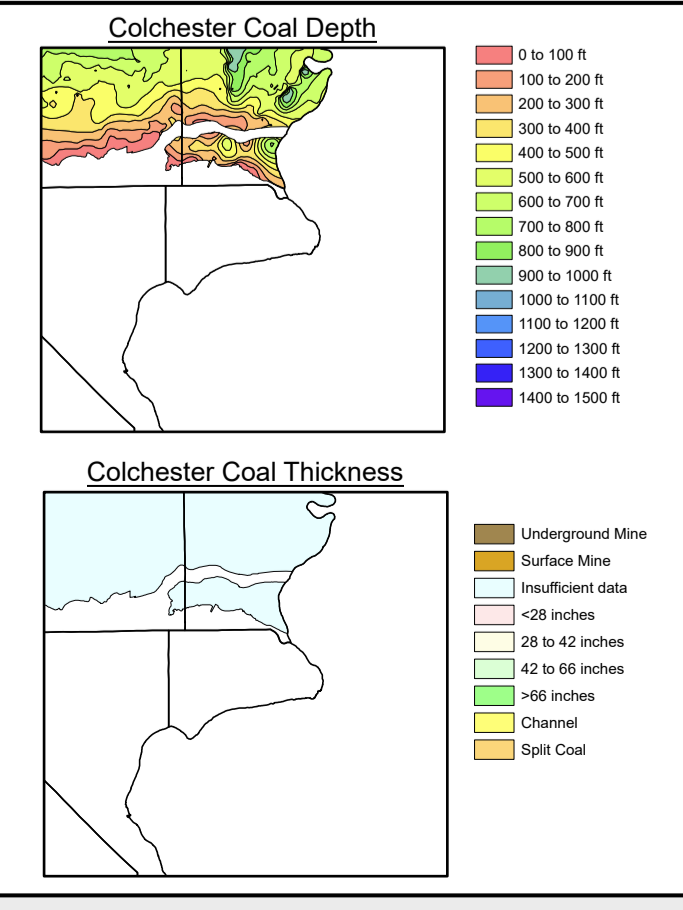 Colchester Coal Depth
0 to 100 ft
100 to 200 ft
200 to 300 ft
300 to 400 ft
400 to 500 ft
500 to 600 ft
600 to 700 ft
700 to 800 ft
800 to 900 ft
900 to 1000 ft
1000 to 1100 ft
1100 to 1200 ft
1200 to 1300 ft
1300 to 1400 ft
1400 to 1500 ft
Colchester Coal Thickness
Underground Mine
Surface Mine
Insufficient data
<28 inches
28 to 42 inches
42 to 66 inches
>66 inches
Channel
Split Coal